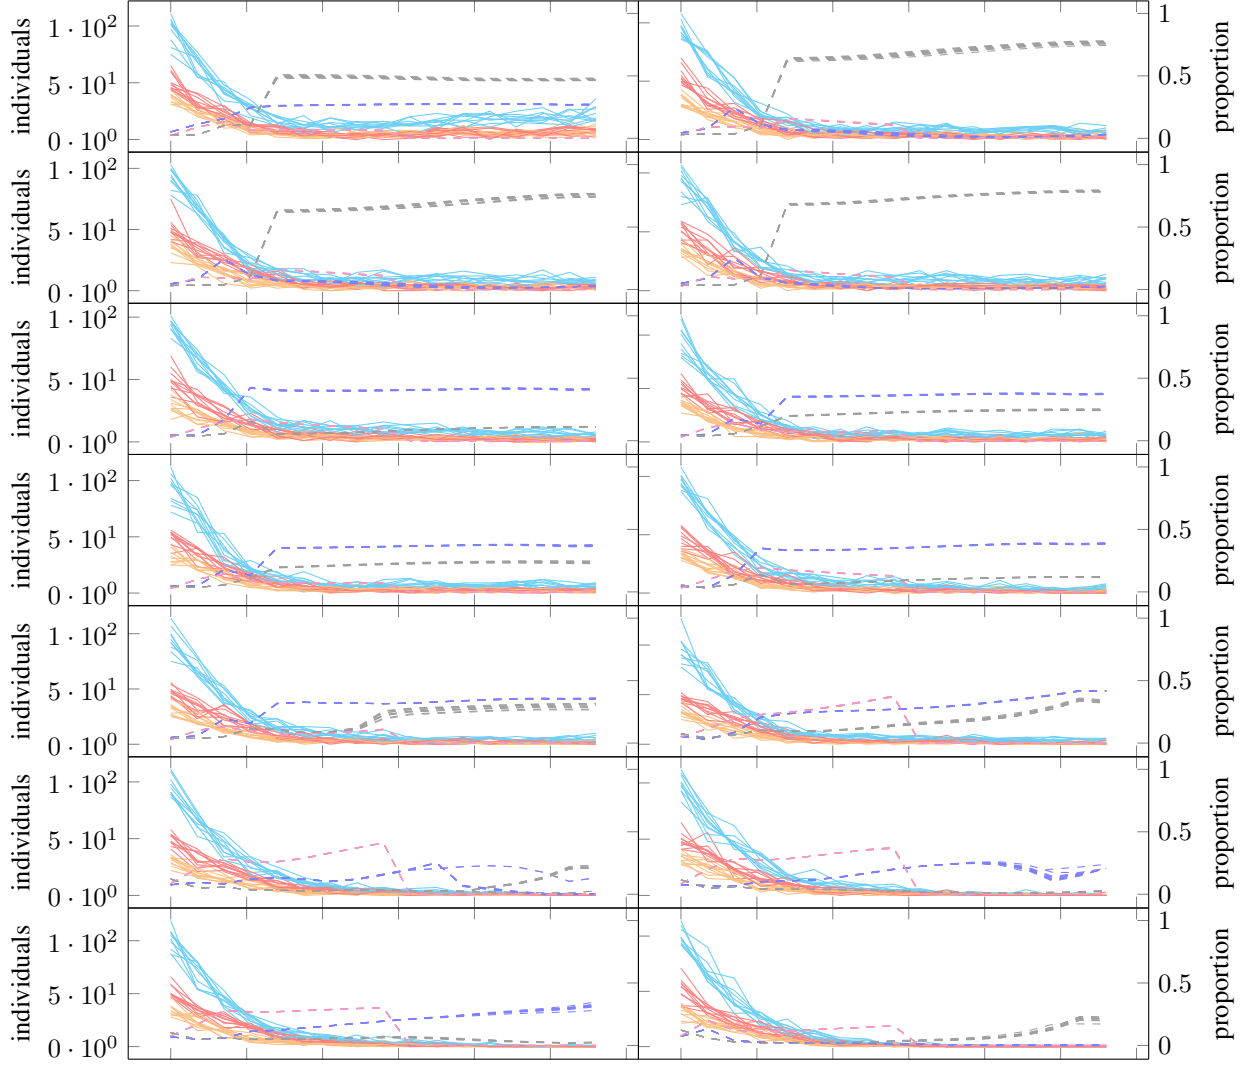 individuals
1 · 10²
5 · 10¹
0 · 10⁰
1
0.5
0
proportion
individuals
1 · 10²
5 · 10¹
0 · 10⁰
1
0.5
0
proportion
individuals
1 · 10²
5 · 10¹
0 · 10⁰
1
0.5
0
proportion
individuals
1 · 10²
5 · 10¹
0 · 10⁰
1
0.5
0
proportion
individuals
1 · 10²
5 · 10¹
0 · 10⁰
1
0.5
0
proportion
individuals
1 · 10²
5 · 10¹
0 · 10⁰
1
0.5
0
proportion
individuals
1 · 10²
5 · 10¹
0 · 10⁰
1
0.5
0
proportion